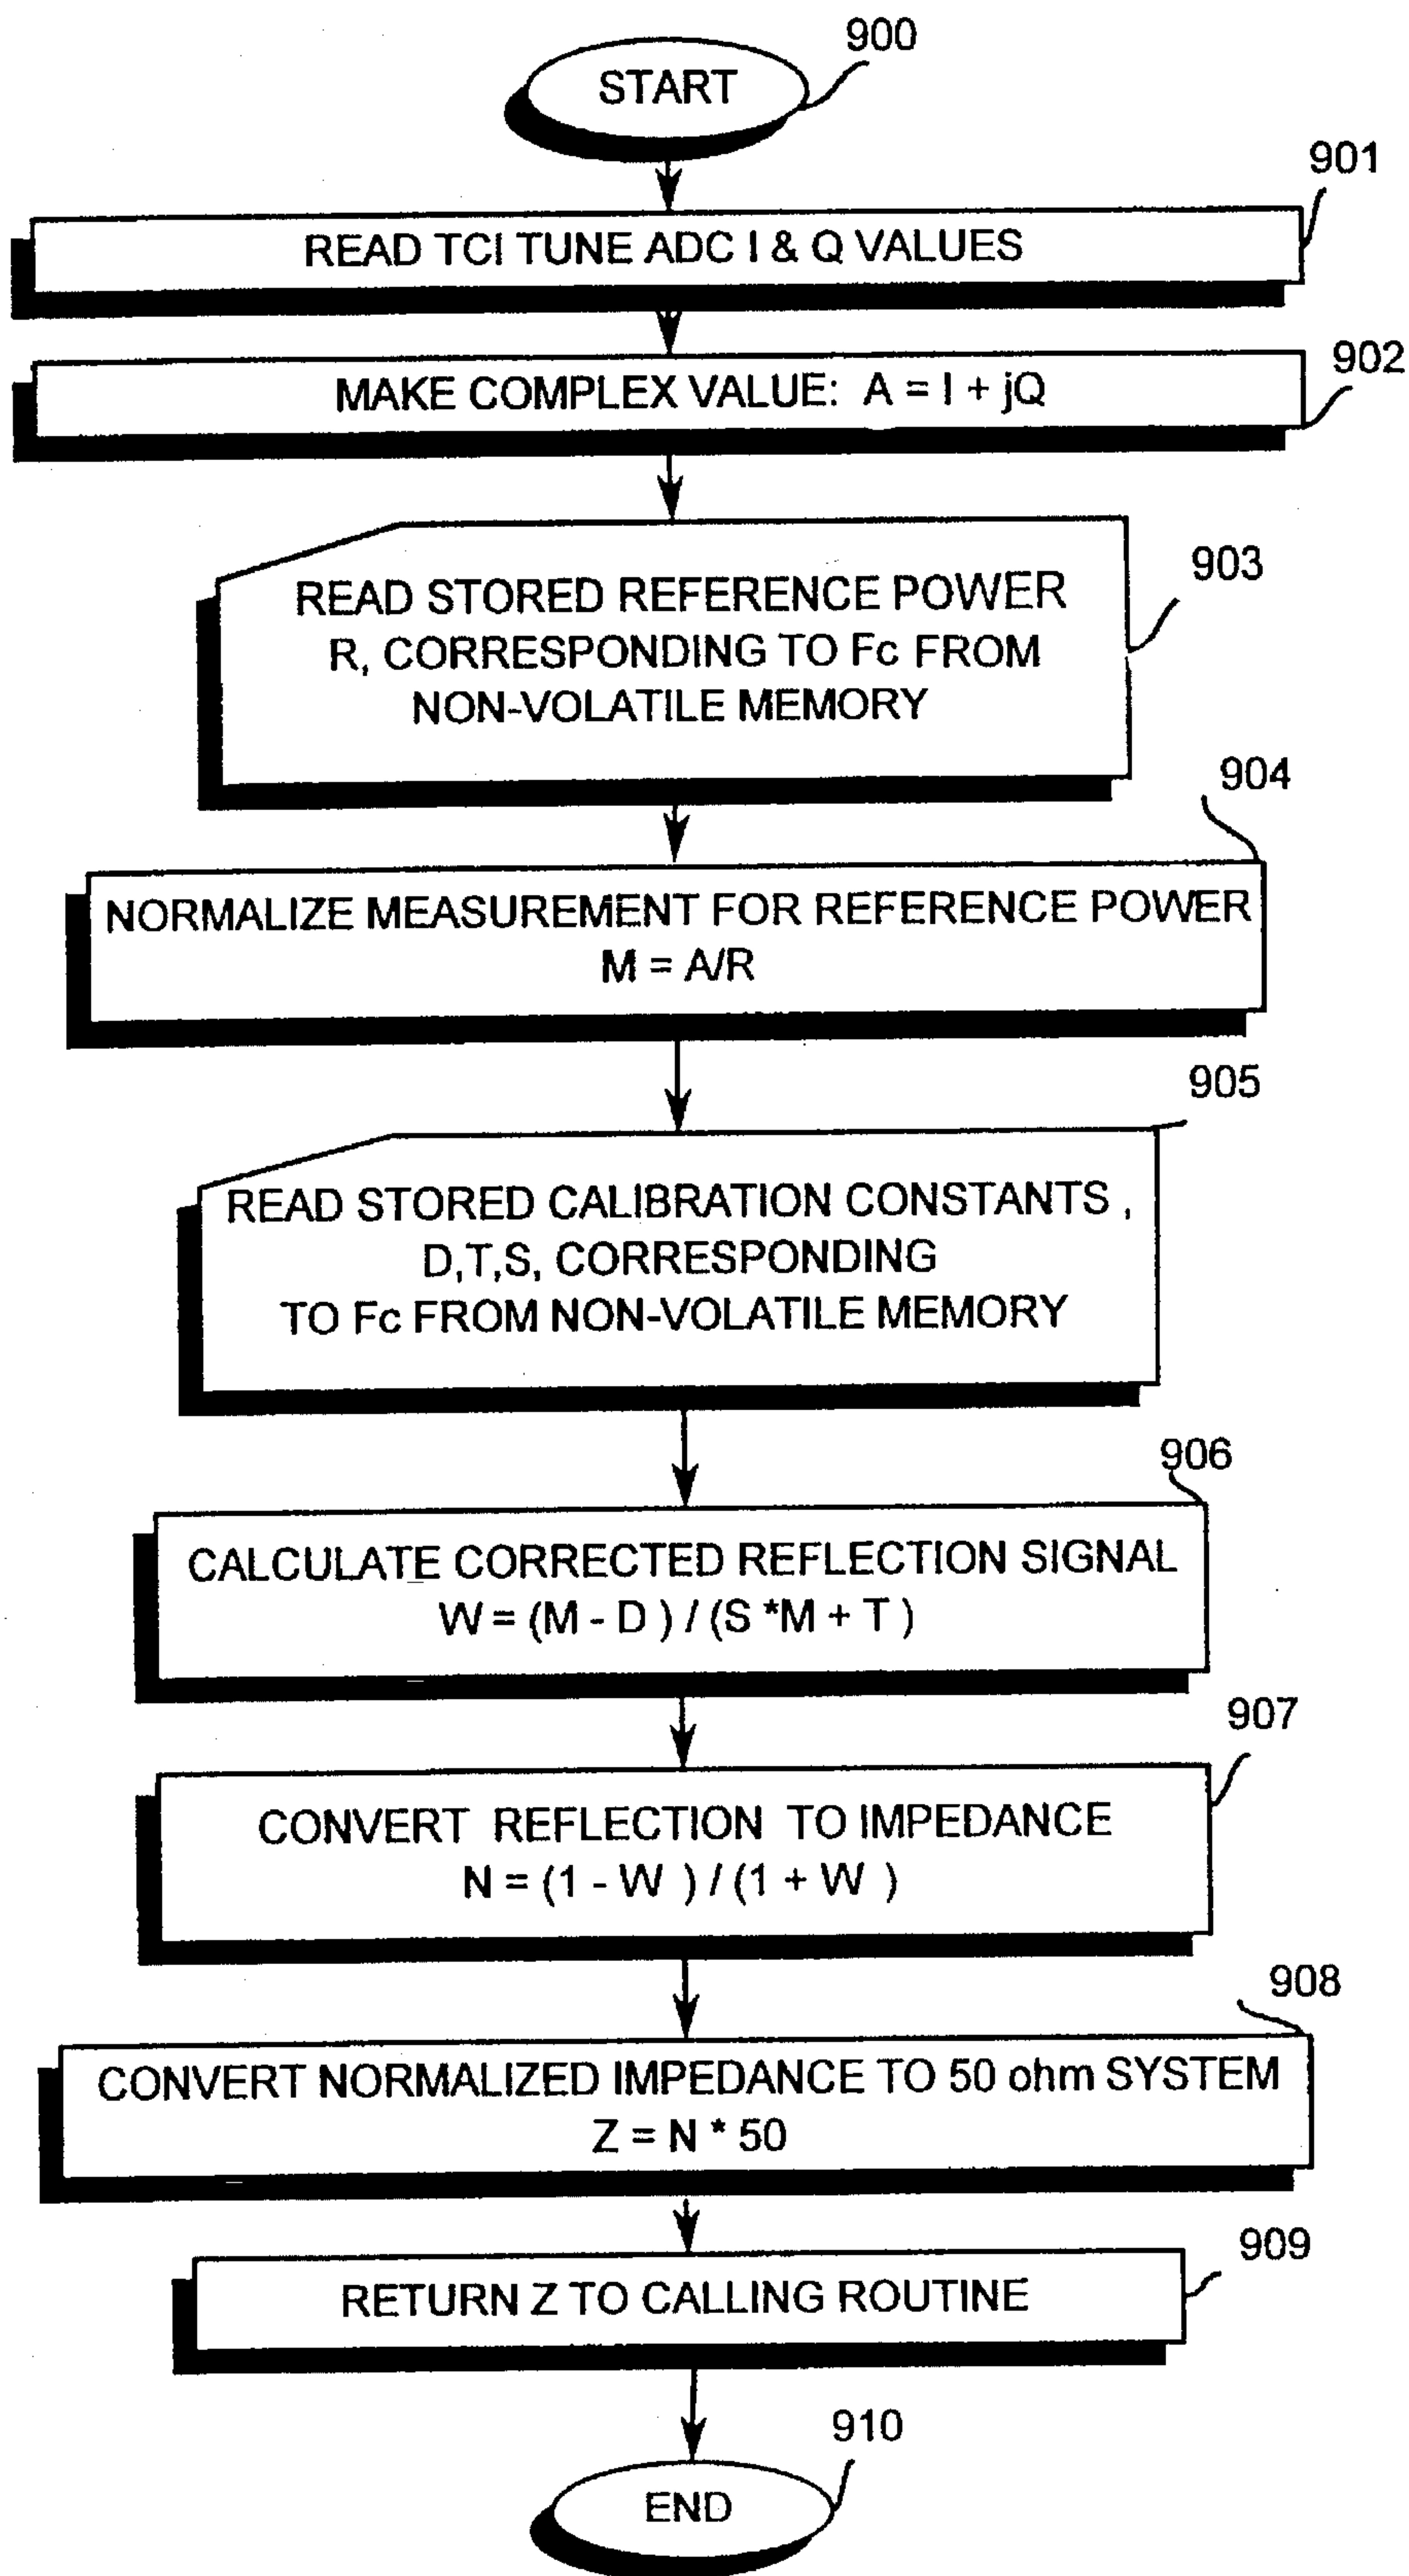 900
START
901
READ TCI TUNE ADC I & Q VALUES
902
MAKE COMPLEX VALUE: A = I + jQ
903
READ STORED REFERENCE POWER
R, CORRESPONDING TO Fc FROM
NON-VOLATILE MEMORY
904
NORMALIZE MEASUREMENT FOR REFERENCE POWER
M = A/R
905
READ STORED CALIBRATION CONSTANTS ,
D,T,S, CORRESPONDING
TO Fc FROM NON-VOLATILE MEMORY
906
CALCULATE CORRECTED REFLECTION SIGNAL
W = (M - D ) / (S *M + T )
907
CONVERT REFLECTION TO IMPEDANCE
N = (1 - W ) / (1 + W )
908
CONVERT NORMALIZED IMPEDANCE TO 50 ohm SYSTEM
Z = N * 50
909
RETURN Z TO CALLING ROUTINE
910
END